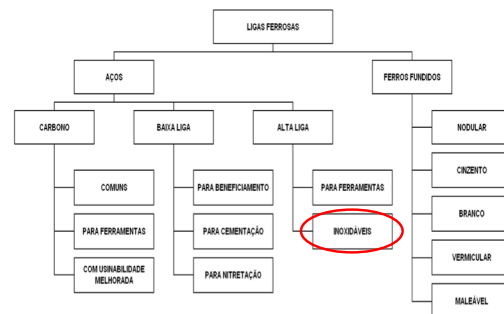 LIGAS FERROSAS
AÇOS
FERROS FUNDIDOS
CARBONO
BAIXA LIGA
ALTA LIGA
NODULAR
COMUNS
PARA BENEFICIAMENTO
PARA FERRAMENTAS
CINZENTO
PARA FERRAMENTAS
PARA CEMENTAÇÃO
INOXIDÁVEIS
BRANCO
COM USINABILIDADE
MELHORADA
PARA NITRETAÇÃO
VERMICULAR
MALEÁVEL